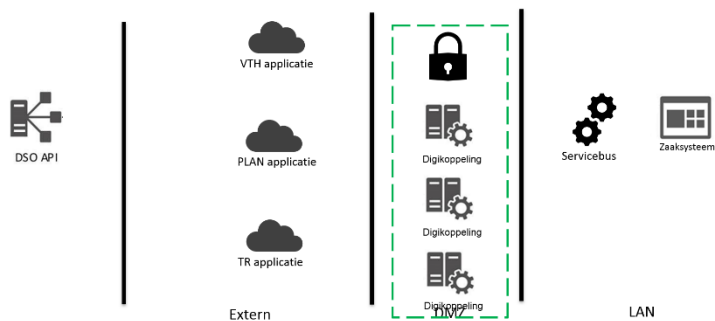 VTH applicatie
DSO API
PLAN applicatie
Digikoppeling
Servicebus
Zaaksysteem
Digikoppeling
TR applicatie
Digikoppeling
Extern
DMZ
LAN